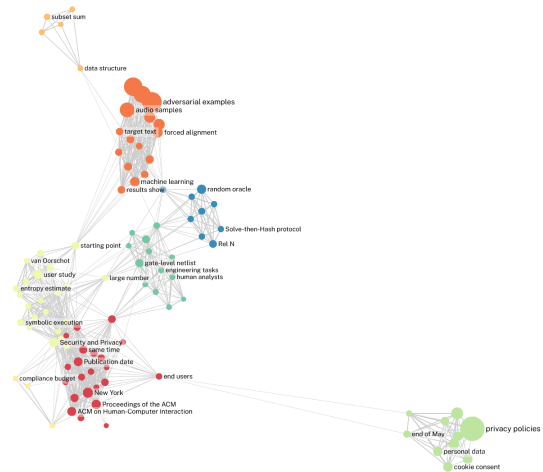 subset sum
data structure
adversarial examples
audio samples
target text
forced alignment
machine learning
results show
random oracle
Solve-then-Hash protocol
Rel N
starting point
van Oorschot
gate-level netlist
engineering tasks
user study
human analysts
large number
entropy estimate
symbolic execution
Security and Privacy
same time
Publication date
compliance budget
end users
New York
Proceedings of the ACM
ACM on Human-Computer Interaction
privacy policies
end of May
personal data
cookie consent